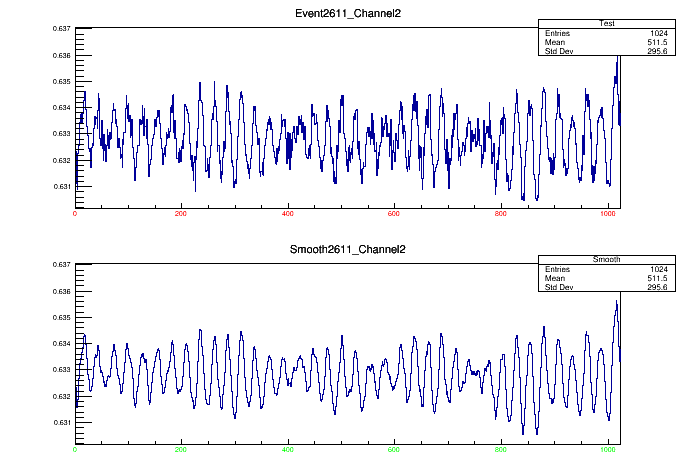 Event2611_Channel2
Test
Entries 1024
Mean 511.5
Std Dev 295.6
0.637
0.636
0.635
0.634
0.633
0.632
0.631
0 200 400 600 800 1000
Smooth2611_Channel2
Smooth
Entries 1024
Mean 511.5
Std Dev 295.6
0.637
0.636
0.635
0.634
0.633
0.632
0.631
0 200 400 600 800 1000